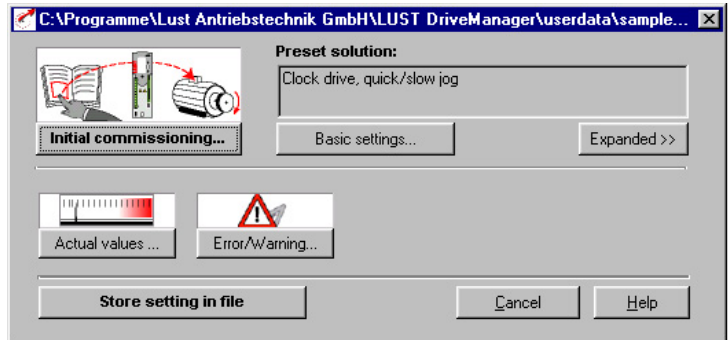 C:\Programme\Lust Antriebstechnik GmbH\LUST DriveManager\userdata\sample...
Preset solution:
Clock drive, quick/slow jog
Initial commissioning...
Basic settings...
Expanded >>
Actual values ...
Error/Warning...
Store setting in file
Cancel
Help